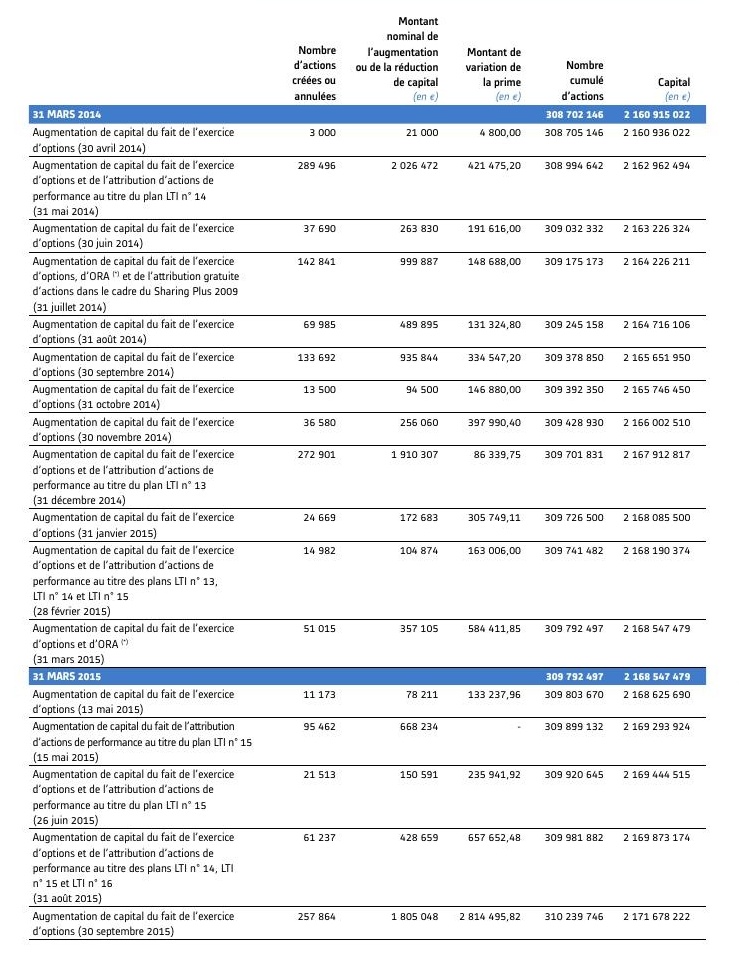 Montant
nominal de
Nombre l'augmentation Montant de
d'actions ou de la réduction variation de Nombre
créées ou de capital la prime cumulé Capital
annulées (en €) (en €) d'actions (en €)
31 MARS 2014 308 702 146 2 160 915 022
Augmentation de capital du fait de l'exercice 3 000 21 000 4 800,00 308 705 146 2 160 936 022
d'options (30 avril 2014)
Augmentation de capital du fait de l'exercice 289 496 2 026 472 421 475,20 308 994 642 2 162 962 494
d'options et de l'attribution d'actions de
performance au titre du plan LTI n° 14
(31 mai 2014)
Augmentation de capital du fait de l'exercice 37 690 263 830 191 616,00 309 032 332 2 163 226 324
d'options (30 juin 2014)
Augmentation de capital du fait de l'exercice 142 841 999 887 148 688,00 309 175 173 2 164 226 211
d'options, d'ORA (*) et de l'attribution gratuite
d'actions dans le cadre du Sharing Plus 2009
(31 juillet 2014)
Augmentation de capital du fait de l'exercice 69 985 489 895 131 324,80 309 245 158 2 164 716 106
d'options (31 août 2014)
Augmentation de capital du fait de l'exercice 133 692 935 844 334 547,20 309 378 850 2 165 651 950
d'options (30 septembre 2014)
Augmentation de capital du fait de l'exercice 13 500 94 500 146 880,00 309 392 350 2 165 746 450
d'options (31 octobre 2014)
Augmentation de capital du fait de l'exercice 36 580 256 060 397 990,40 309 428 930 2 166 002 510
d'options (30 novembre 2014)
Augmentation de capital du fait de l'exercice 272 901 1 910 307 86 339,75 309 701 831 2 167 912 817
d'options et de l'attribution d'actions de
performance au titre du plan LTI n° 13
(31 décembre 2014)
Augmentation de capital du fait de l'exercice 24 669 172 683 305 749,11 309 726 500 2 168 085 500
d'options (31 janvier 2015)
Augmentation de capital du fait de l'exercice 14 982 104 874 163 006,00 309 741 482 2 168 190 374
d'options et de l'attribution d'actions de
performance au titre des plans LTI n° 13,
LTI n° 14 et LTI n° 15
(28 février 2015)
Augmentation de capital du fait de l'exercice 51 015 357 105 584 411,85 309 792 497 2 168 547 479
d'options et d'ORA (*)
(31 mars 2015)
31 MARS 2015 309 792 497 2 168 547 479
Augmentation de capital du fait de l'exercice 11 173 78 211 133 237,96 309 803 670 2 168 625 690
d'options (13 mai 2015)
Augmentation de capital du fait de l'attribution 95 462 668 234 - 309 899 132 2 169 293 924
d'actions de performance au titre du plan LTI n° 15
(15 mai 2015)
Augmentation de capital du fait de l'exercice 21 513 150 591 235 941,92 309 920 645 2 169 444 515
d'options et de l'attribution d'actions de
performance au titre du plan LTI n° 15
(26 juin 2015)
Augmentation de capital du fait de l'exercice 61 237 428 659 657 652,48 309 981 882 2 169 873 174
d'options et de l'attribution d'actions de
performance au titre des plans LTI n° 14, LTI
n° 15 et LTI n° 16
(31 août 2015)
Augmentation de capital du fait de l'exercice 257 864 1 805 048 2 814 495,82 310 239 746 2 171 678 222
d'options (30 septembre 2015)